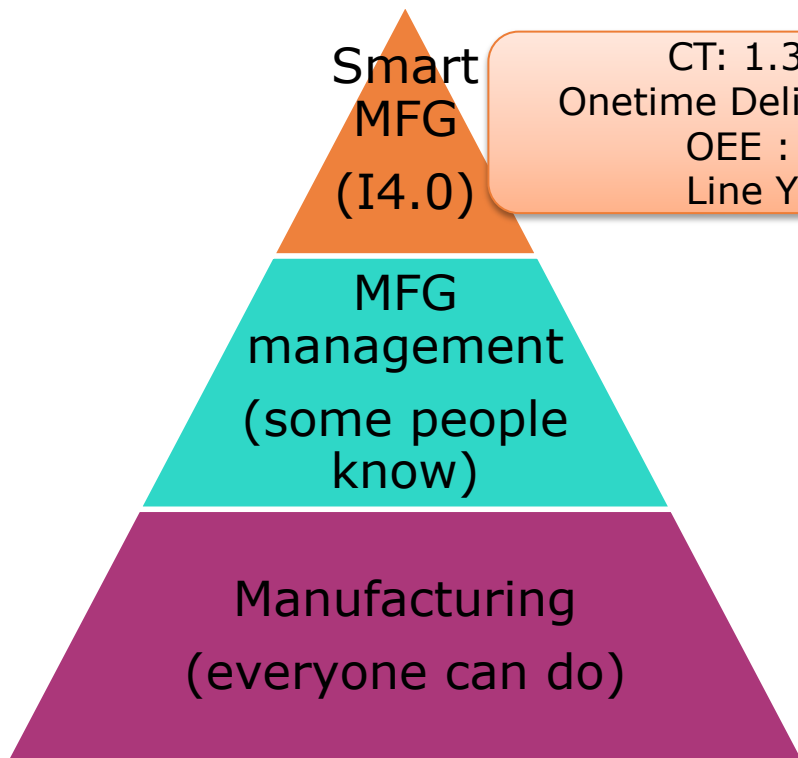 Smart
MFG
(I4.0)
CT: 1.3
Onetime Deli
OEE :
Line Y
MFG
management
(some people
know)
Manufacturing
(everyone can do)